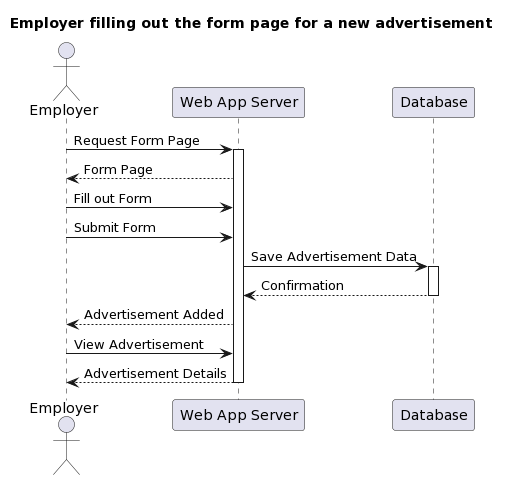 Employer filling out the form page for a new advertisement
Employer
Web App Server
Database
Request Form Page
Form Page
Fill out Form
Submit Form
Save Advertisement Data
Confirmation
Advertisement Added
View Advertisement
Advertisement Details
Employer
Web App Server
Database